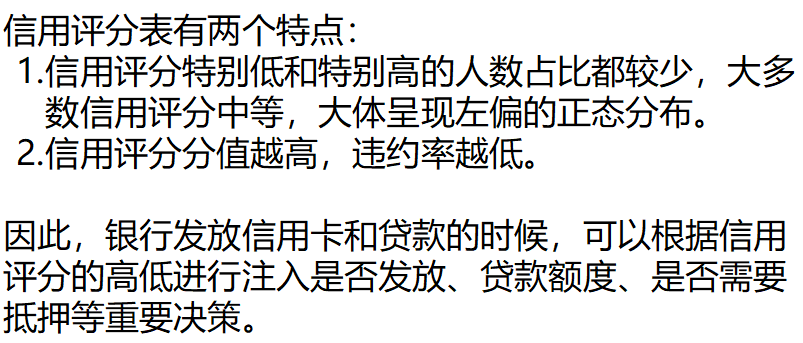 信用评分表有两个特点：
1.信用评分特别低和特别高的人数占比都较少，大多
数信用评分中等，大体呈现左偏的正态分布。
2.信用评分分值越高，违约率越低。
因此，银行发放信用卡和贷款的时候，可以根据信用
评分的高低进行注入是否发放、贷款额度、是否需要
抵押等重要决策。